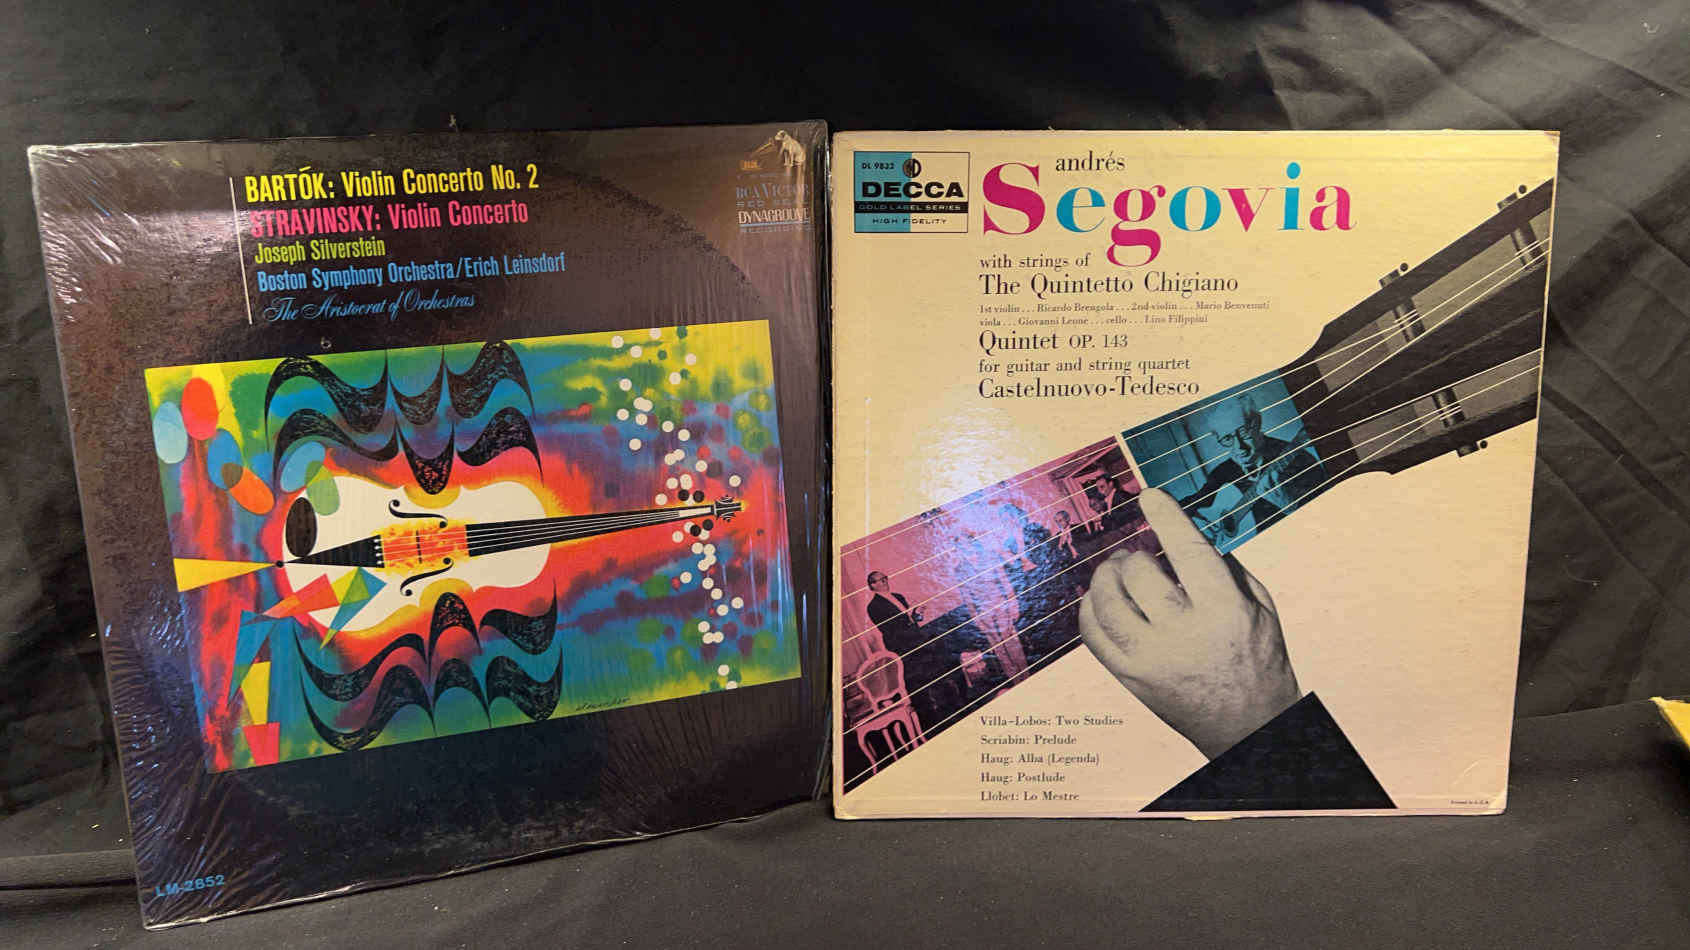 BARTÓK: Violin Concerto No. 2
STRAVINSKY: Violin Concerto
Joseph Silverstein
Boston Symphony Orchestra/Erich Leinsdorf
The Aristocrat of Orchestras
RCA VICTOR
RED SEAL
DYNAGROOVE
RECORDING
LM-2852
DL 9832
DECCA
GOLD LABEL SERIES
HIGH FIDELITY
andrés
Segovia
with strings of
The Quintetto Chigiano
1st violin ... Ricardo Brengola ... 2nd violin ... Mario Benvenuti
viola ... Giovanni Leone ... cello ... Lino Filippini
Quintet OP. 143
for guitar and string quartet
Castelnuovo-Tedesco
Villa-Lobos: Two Studies
Scriabin: Prelude
Haug: Alba (Legenda)
Haug: Postlude
Llobet: Lo Mestre